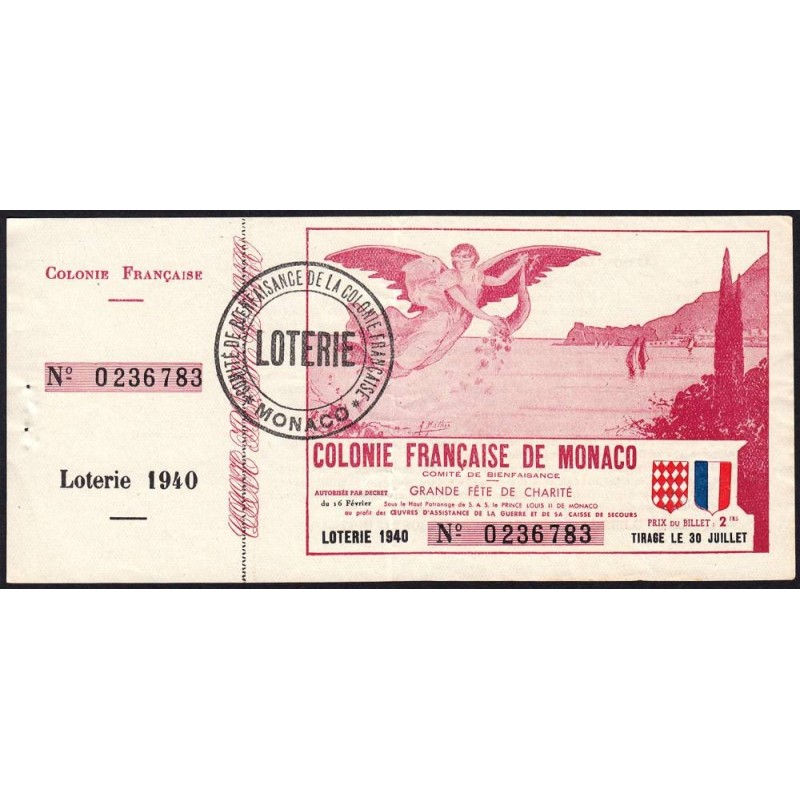 COLONIE FRANÇAISE
Nº 0236783
Loterie 1940
COMITÉ DE BIENFAISANCE DE LA COLONIE FRANÇAISE
LOTERIE
* MONACO *
COLONIE FRANÇAISE DE MONACO
COMITÉ DE BIENFAISANCE
AUTORISÉE PAR DECRET GRANDE FÊTE DE CHARITÉ
du 16 Février Sous le Haut Patronage de S. A. S. le PRINCE LOUIS II DE MONACO
au profit des ŒUVRES D'ASSISTANCE DE LA GUERRE ET DE SA CAISSE DE SECOURS
PRIX DU BILLET : 2 FRS
LOTERIE 1940 Nº 0236783 TIRAGE LE 30 JUILLET